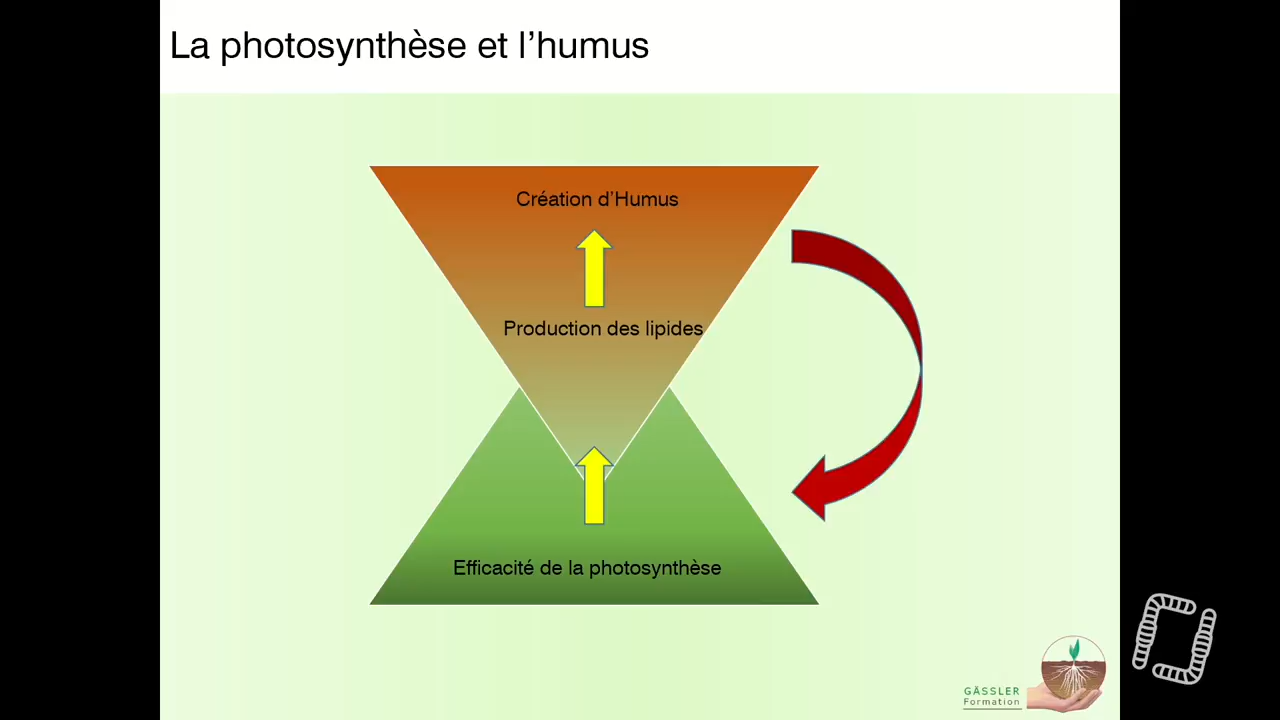 La photosynthèse et l’humus
Création d’Humus
Production des lipides
Efficacité de la photosynthèse
GÄSSLER
Formation